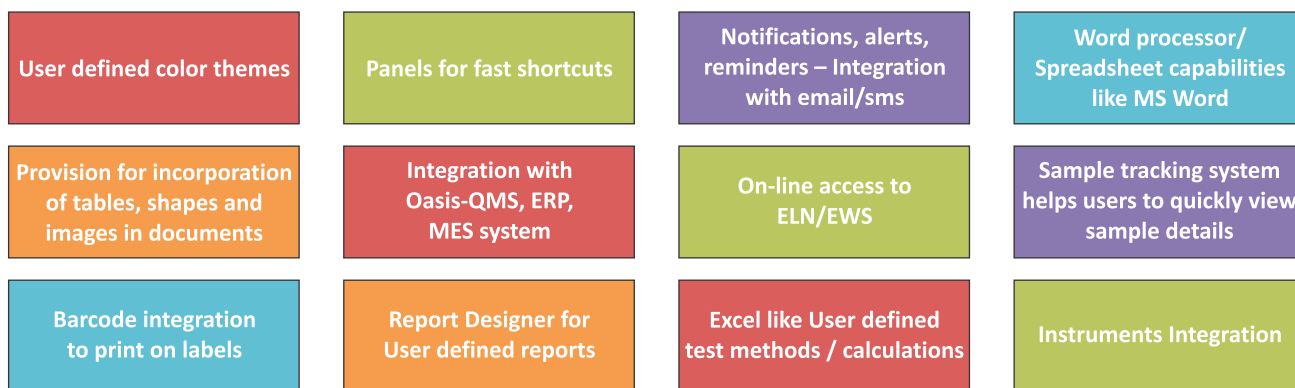 User defined color themes
Panels for fast shortcuts
Notifications, alerts,
reminders – Integration
with email/sms
Word processor/
Spreadsheet capabilities
like MS Word
Provision for incorporation
of tables, shapes and
images in documents
Integration with
Oasis-QMS, ERP,
MES system
On-line access to
ELN/EWS
Sample tracking system
helps users to quickly view
sample details
Barcode integration
to print on labels
Report Designer for
User defined reports
Excel like User defined
test methods / calculations
Instruments Integration